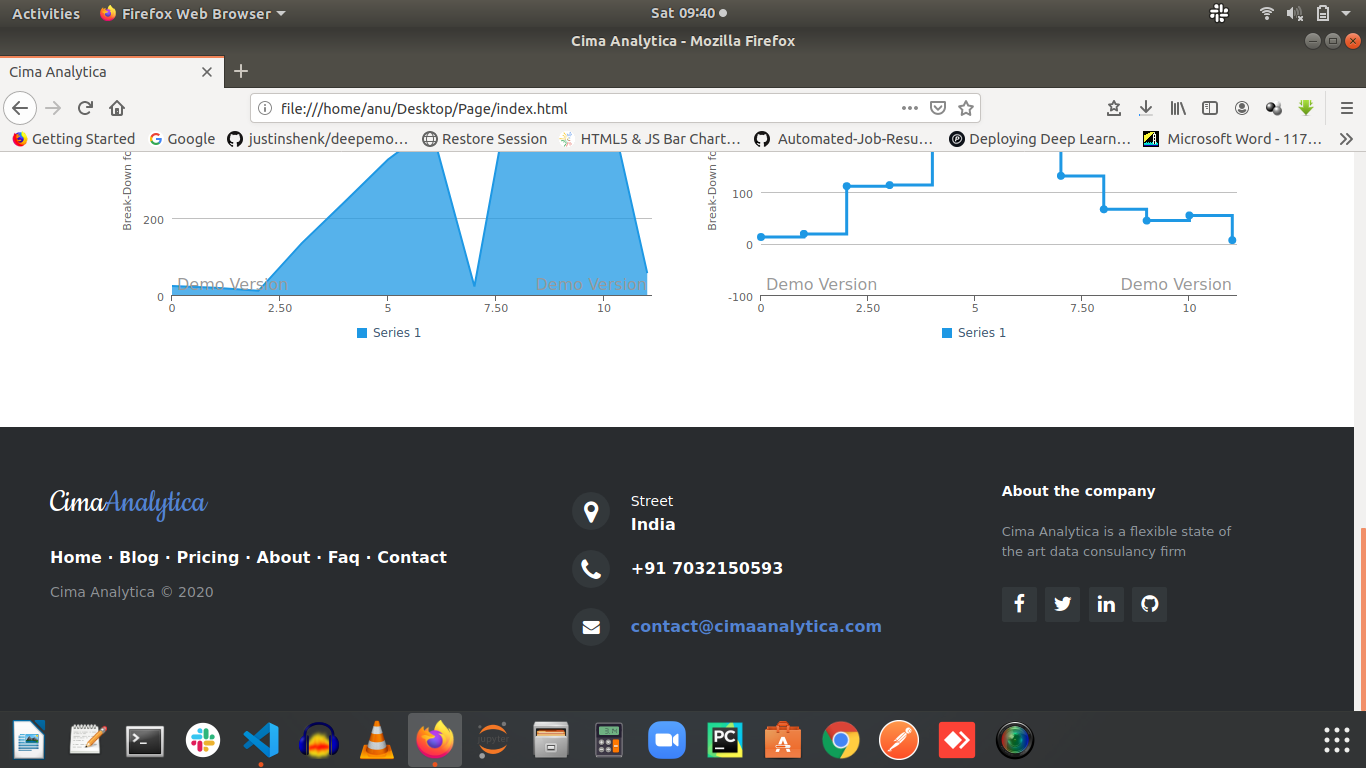 Activities Firefox Web Browser Sat 09:40
Cima Analytica - Mozilla Firefox
Cima Analytica
file:///home/anu/Desktop/Page/index.html
Getting Started Google justinshenk/deepemo… Restore Session HTML5 & JS Bar Chart… Automated-Job-Resu… Deploying Deep Learn… Microsoft Word - 117…
Break-Down fo
200
0
Demo Version Demo Version
0 2.50 5 7.50 10
Series 1
Break-Down fo
100
0
-100
Demo Version Demo Version
0 2.50 5 7.50 10
Series 1
CimaAnalytica
Home · Blog · Pricing · About · Faq · Contact
Cima Analytica © 2020
Street
India
+91 7032150593
contact@cimaanalytica.com
About the company
Cima Analytica is a flexible state of
the art data consulancy firm
jupyter
PC